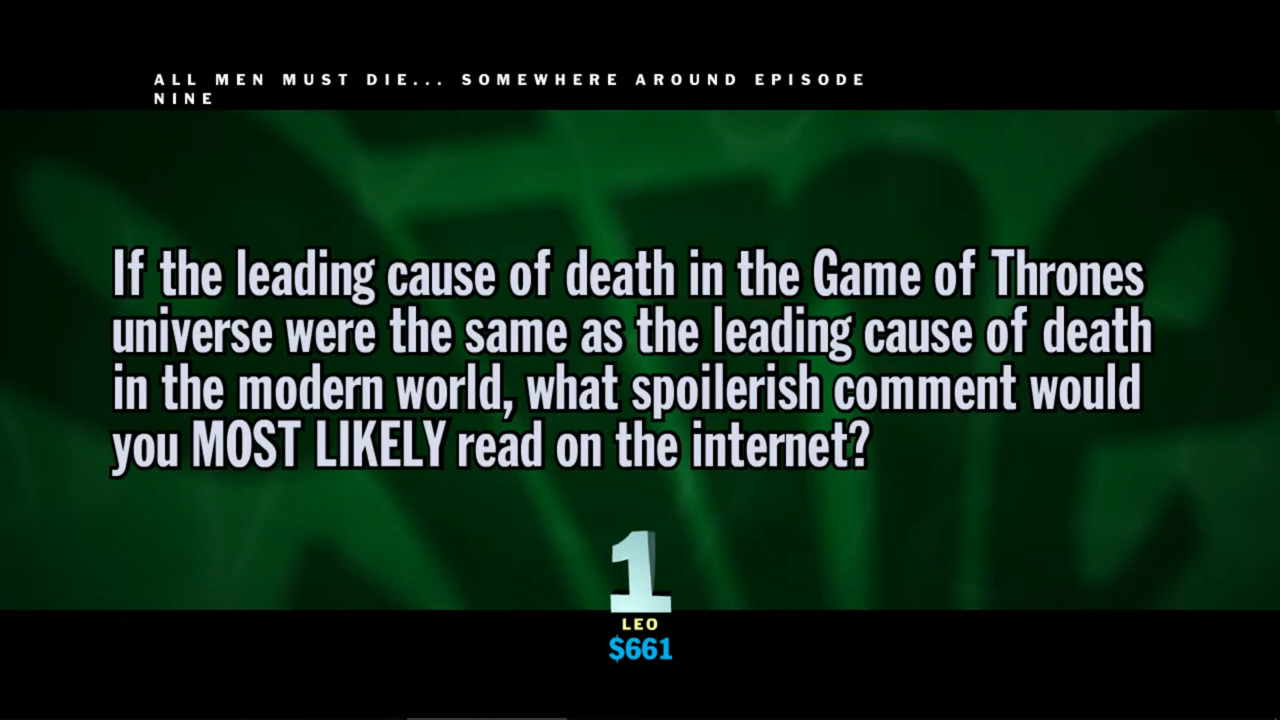 ALL MEN MUST DIE... SOMEWHERE AROUND EPISODE
NINE
If the leading cause of death in the Game of Thrones
universe were the same as the leading cause of death
in the modern world, what spoilerish comment would
you MOST LIKELY read on the internet?
1
LEO
$661